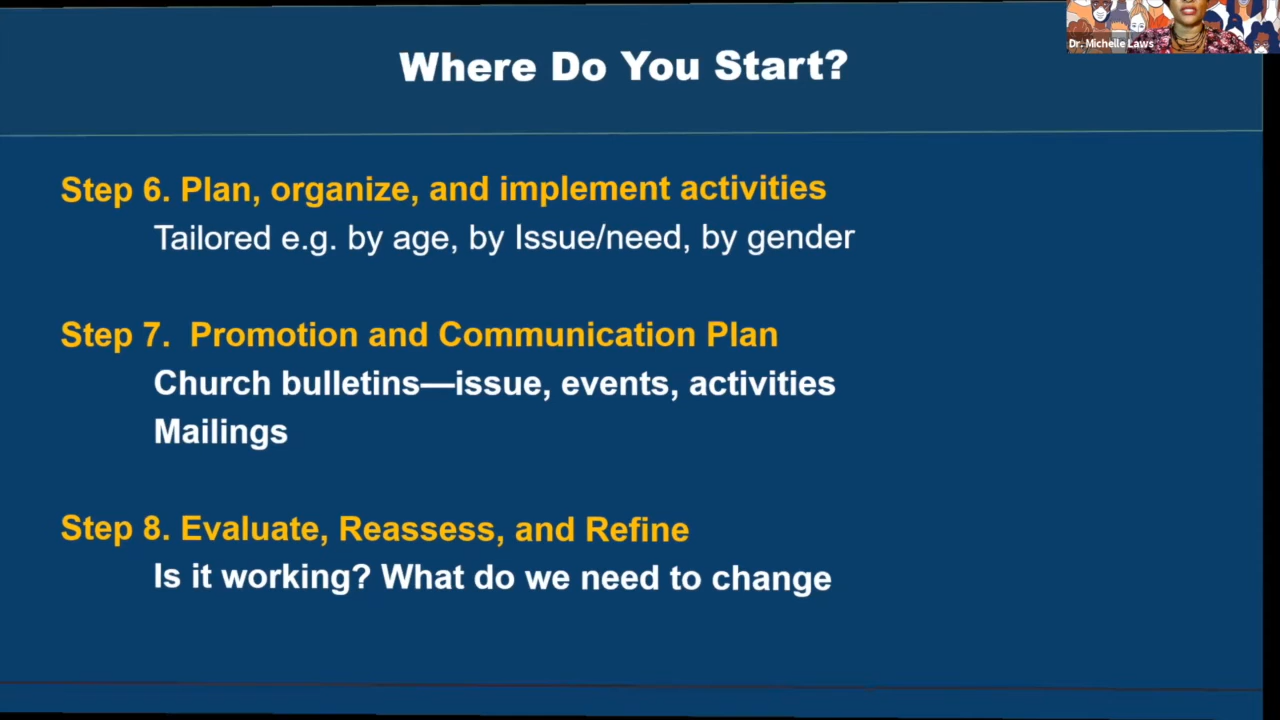 Dr. Michelle Laws
Where Do You Start?
Step 6. Plan, organize, and implement activities
Tailored e.g. by age, by Issue/need, by gender
Step 7. Promotion and Communication Plan
Church bulletins—issue, events, activities
Mailings
Step 8. Evaluate, Reassess, and Refine
Is it working? What do we need to change